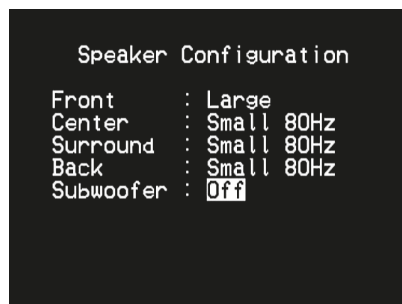 Speaker Configuration
Front : Large
Center : Small 80Hz
Surround : Small 80Hz
Back : Small 80Hz
Subwoofer : Off